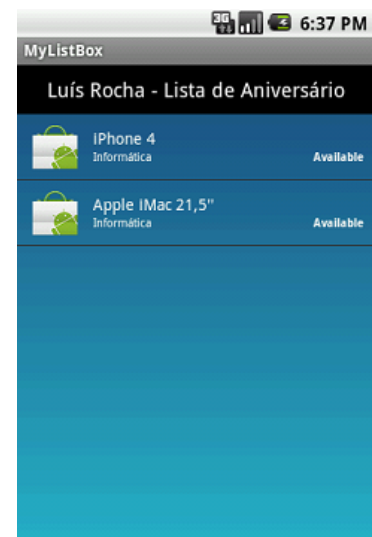 3G 6:37 PM
MyListBox
Luís Rocha - Lista de Aniversário
iPhone 4
Informática Available
Apple iMac 21,5"
Informática Available